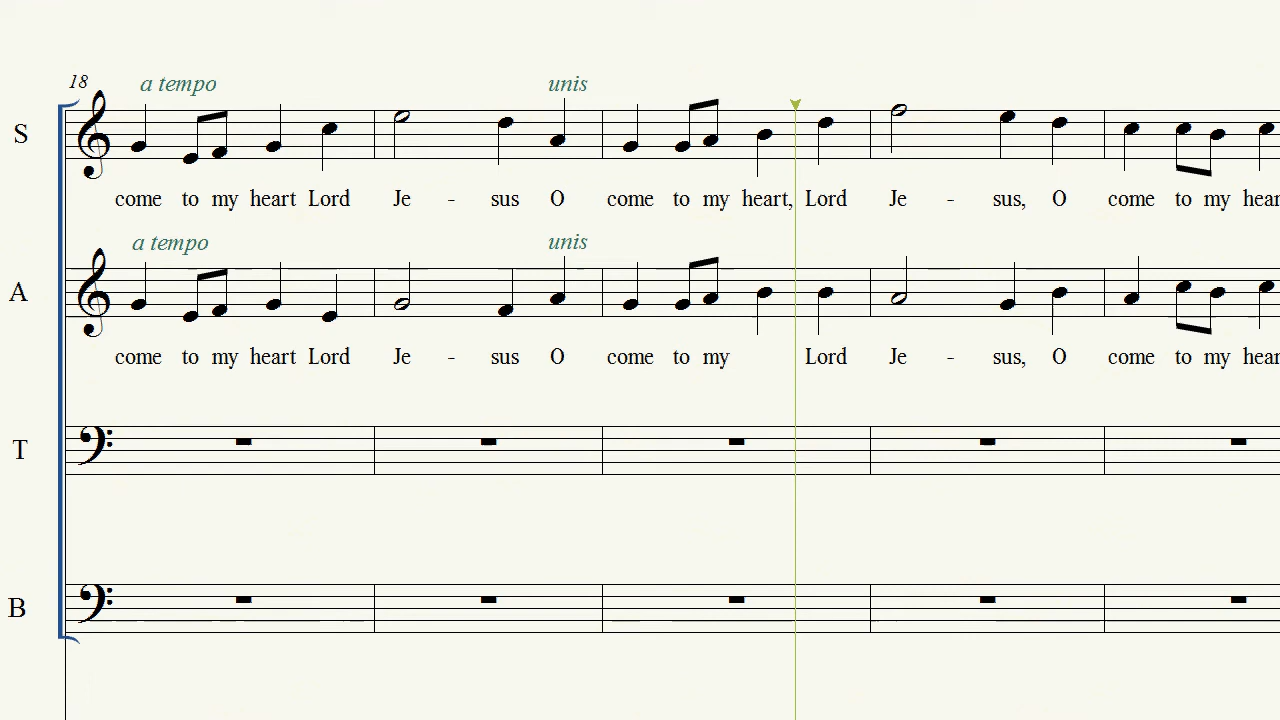 18 a tempo unis
S
come to my heart Lord Je - sus O come to my heart, Lord Je - sus, O come to my hear
a tempo unis
A
come to my heart Lord Je - sus O come to my Lord Je - sus, O come to my hear
T
B